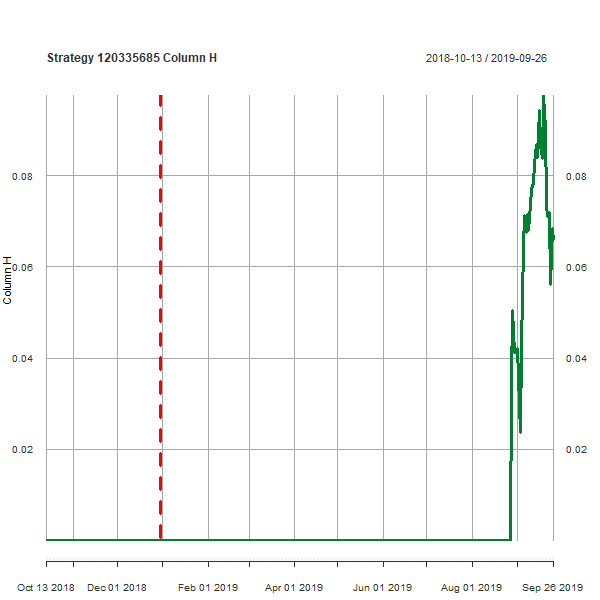 Strategy 120335685 Column H 2018-10-13 / 2019-09-26
0.08 0.08
0.06 0.06
Column H
0.04 0.04
0.02 0.02
Oct 13 2018 Dec 01 2018 Feb 01 2019 Apr 01 2019 Jun 01 2019 Aug 01 2019 Sep 26 2019